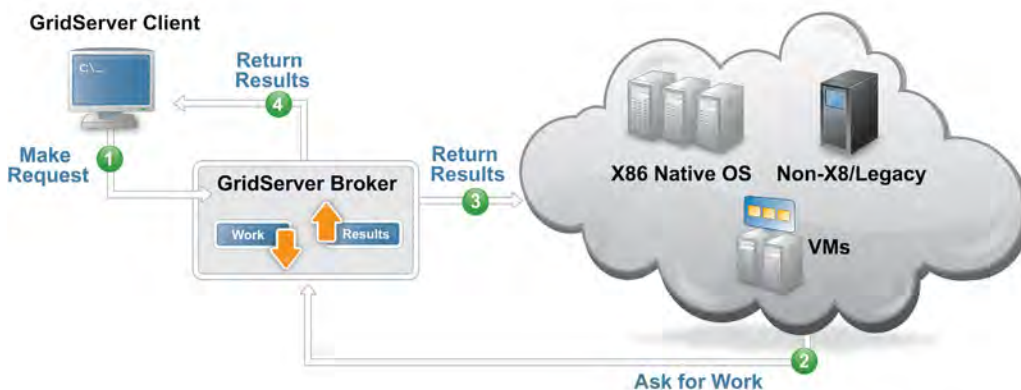 GridServer Client
C:\...
Return
Results
4
1
Make
Request
GridServer Broker
Work
Results
Return
Results
3
X86 Native OS
Non-X8/Legacy
VMs
2
Ask for Work